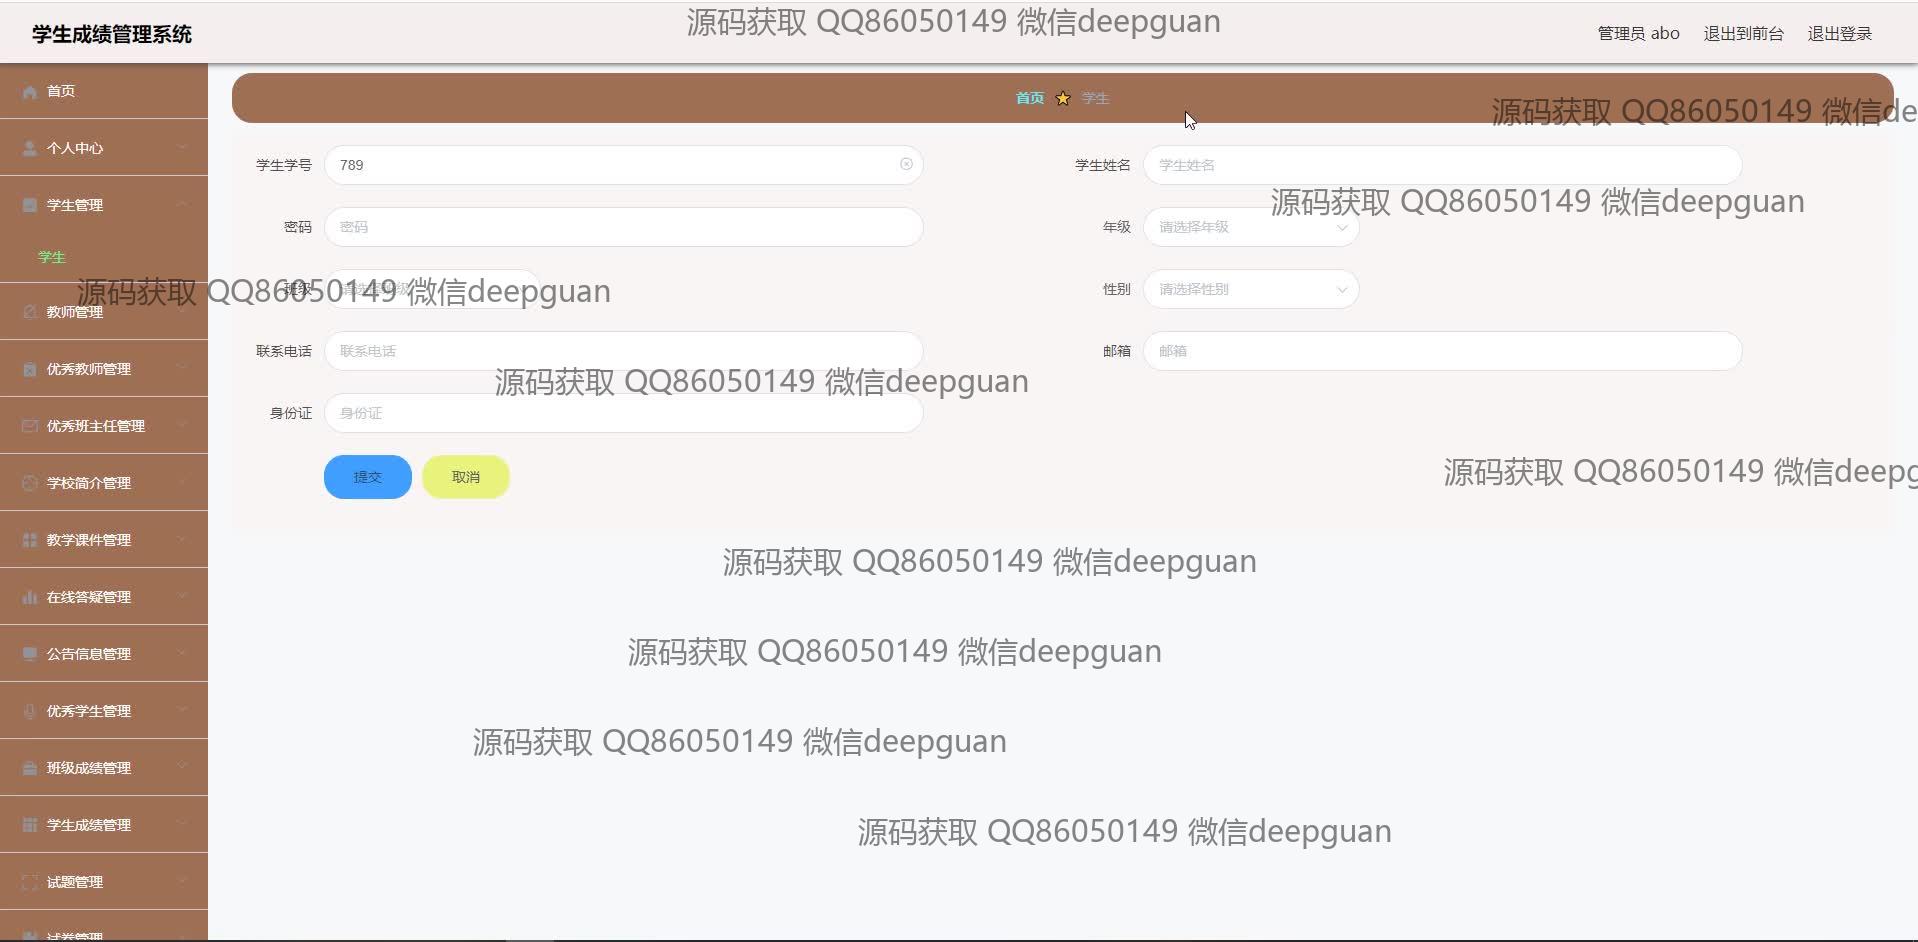 源码获取 QQ86050149 微信deepguan
学生成绩管理系统
管理员 abo 退出到前台 退出登录
首页
首页 学生
源码获取 QQ86050149 微信de
个人中心
学生学号 789 学生姓名 学生姓名
学生管理
源码获取 QQ86050149 微信deepguan
密码 密码 年级 请选择年级
学生
班级 请选择班级 性别 请选择性别
源码获取 QQ86050149 微信deepguan
教师管理
联系电话 联系电话 邮箱 邮箱
优秀教师管理
源码获取 QQ86050149 微信deepguan
身份证 身份证
优秀班主任管理
提交 取消
源码获取 QQ86050149 微信deepg
学校简介管理
教学课件管理
源码获取 QQ86050149 微信deepguan
在线答疑管理
公告信息管理
源码获取 QQ86050149 微信deepguan
优秀学生管理
源码获取 QQ86050149 微信deepguan
班级成绩管理
学生成绩管理
源码获取 QQ86050149 微信deepguan
试题管理
试卷管理